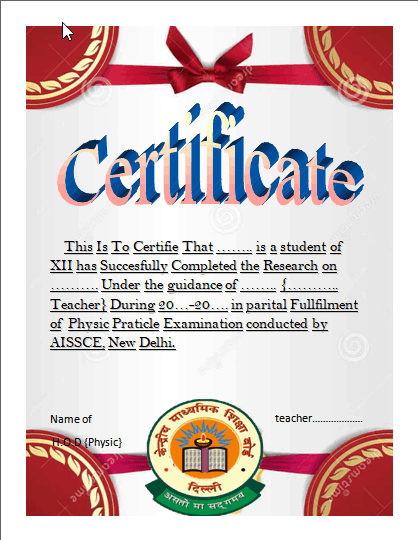 Certificate
This Is To Certifie That …….. is a student of
XII has Succesfully Completed the Research on
………. Under the guidance of …….. {………..
Teacher} During 20…-20…. in parital Fullfilment
of Physic Praticle Examination conducted by
AISSCE, New Delhi.
Name of teacher………………
H.O.D {Physic}
केन्द्रीय माध्यमिक शिक्षा बोर्ड
दिल्ली
असतो मा सद्गमय